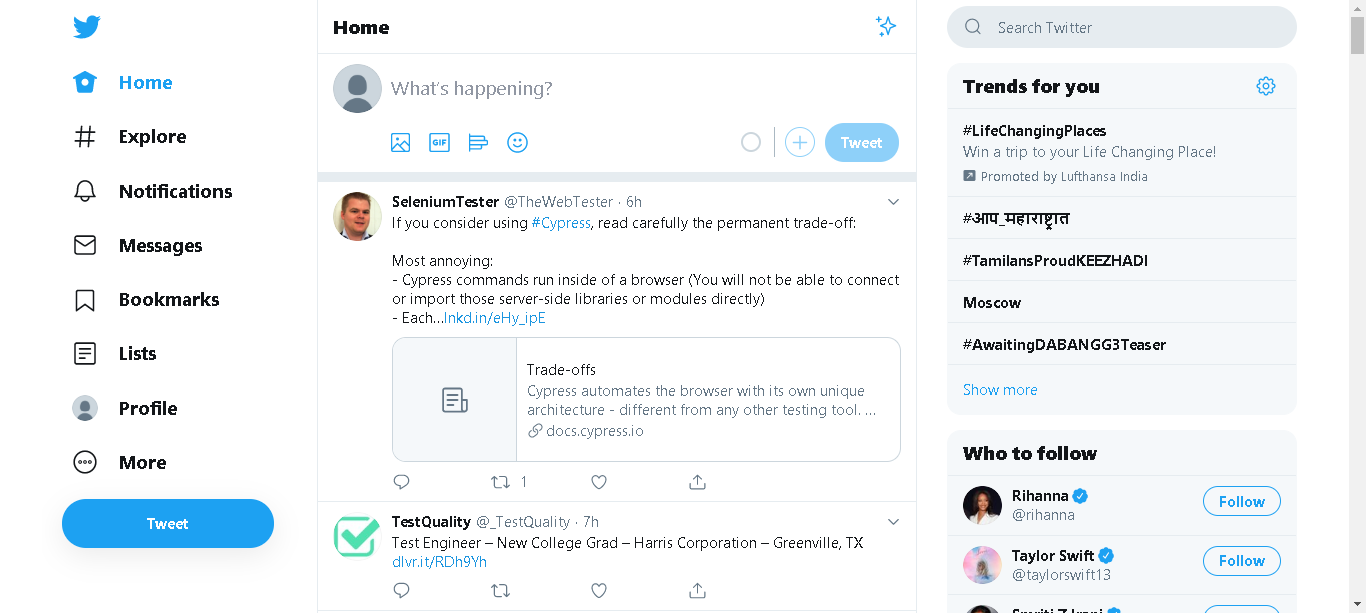 Home
Explore
Notifications
Messages
Bookmarks
Lists
Profile
More
Tweet
Home
What's happening?
GIF
Tweet
SeleniumTester @TheWebTester · 6h
If you consider using #Cypress, read carefully the permanent trade-off:
Most annoying:
- Cypress commands run inside of a browser (You will not be able to connect
or import those server-side libraries or modules directly)
- Each...lnkd.in/eHy_ipE
Trade-offs
Cypress automates the browser with its own unique
architecture - different from any other testing tool. ...
docs.cypress.io
1
TestQuality @_TestQuality · 7h
Test Engineer – New College Grad – Harris Corporation – Greenville, TX
dlvr.it/RDh9Yh
Search Twitter
Trends for you
#LifeChangingPlaces
Win a trip to your Life Changing Place!
Promoted by Lufthansa India
#आप_महाराष्ट्रात
#TamilansProudKEEZHADI
Moscow
#AwaitingDABANGG3Teaser
Show more
Who to follow
Rihanna
@rihanna
Follow
Taylor Swift
@taylorswift13
Follow